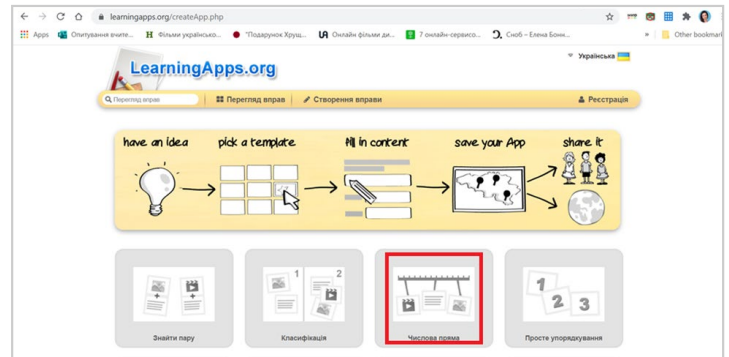 learningapps.org/createApp.php
Apps Опитування вчите... Фільми українсько... "Подарунок Хрущ... Онлайн фільми ди... 7 онлайн-сервисо... Сноб – Елена Бонн... » Other bookmar
LearningApps.org
Українська
Перегляд вправ Перегляд вправ Створення вправи Реєстрація
have an idea pick a template fill in content save your App share it
1 2 1 2 3
Знайти пару Класифікація Числова пряма Просте упорядкування